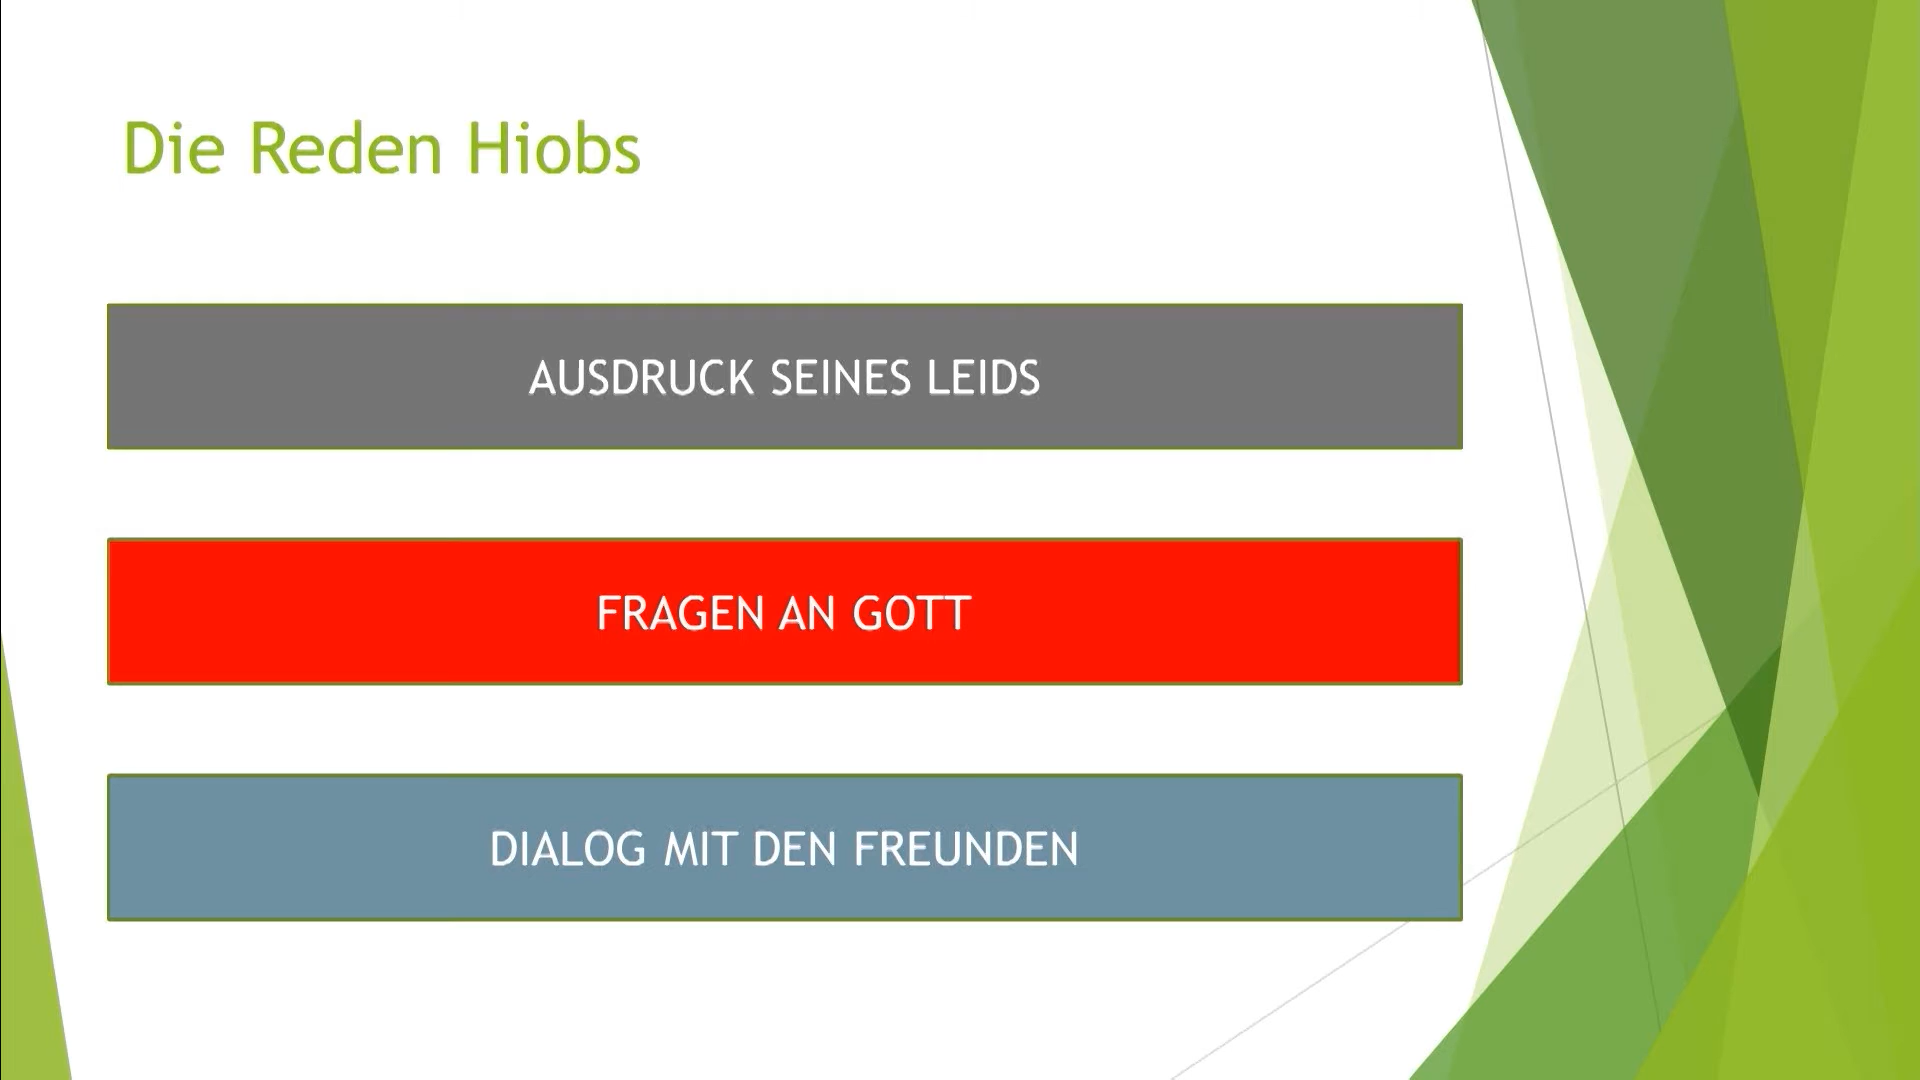 Die Reden Hiobs
AUSDRUCK SEINES LEIDS
FRAGEN AN GOTT
DIALOG MIT DEN FREUNDEN